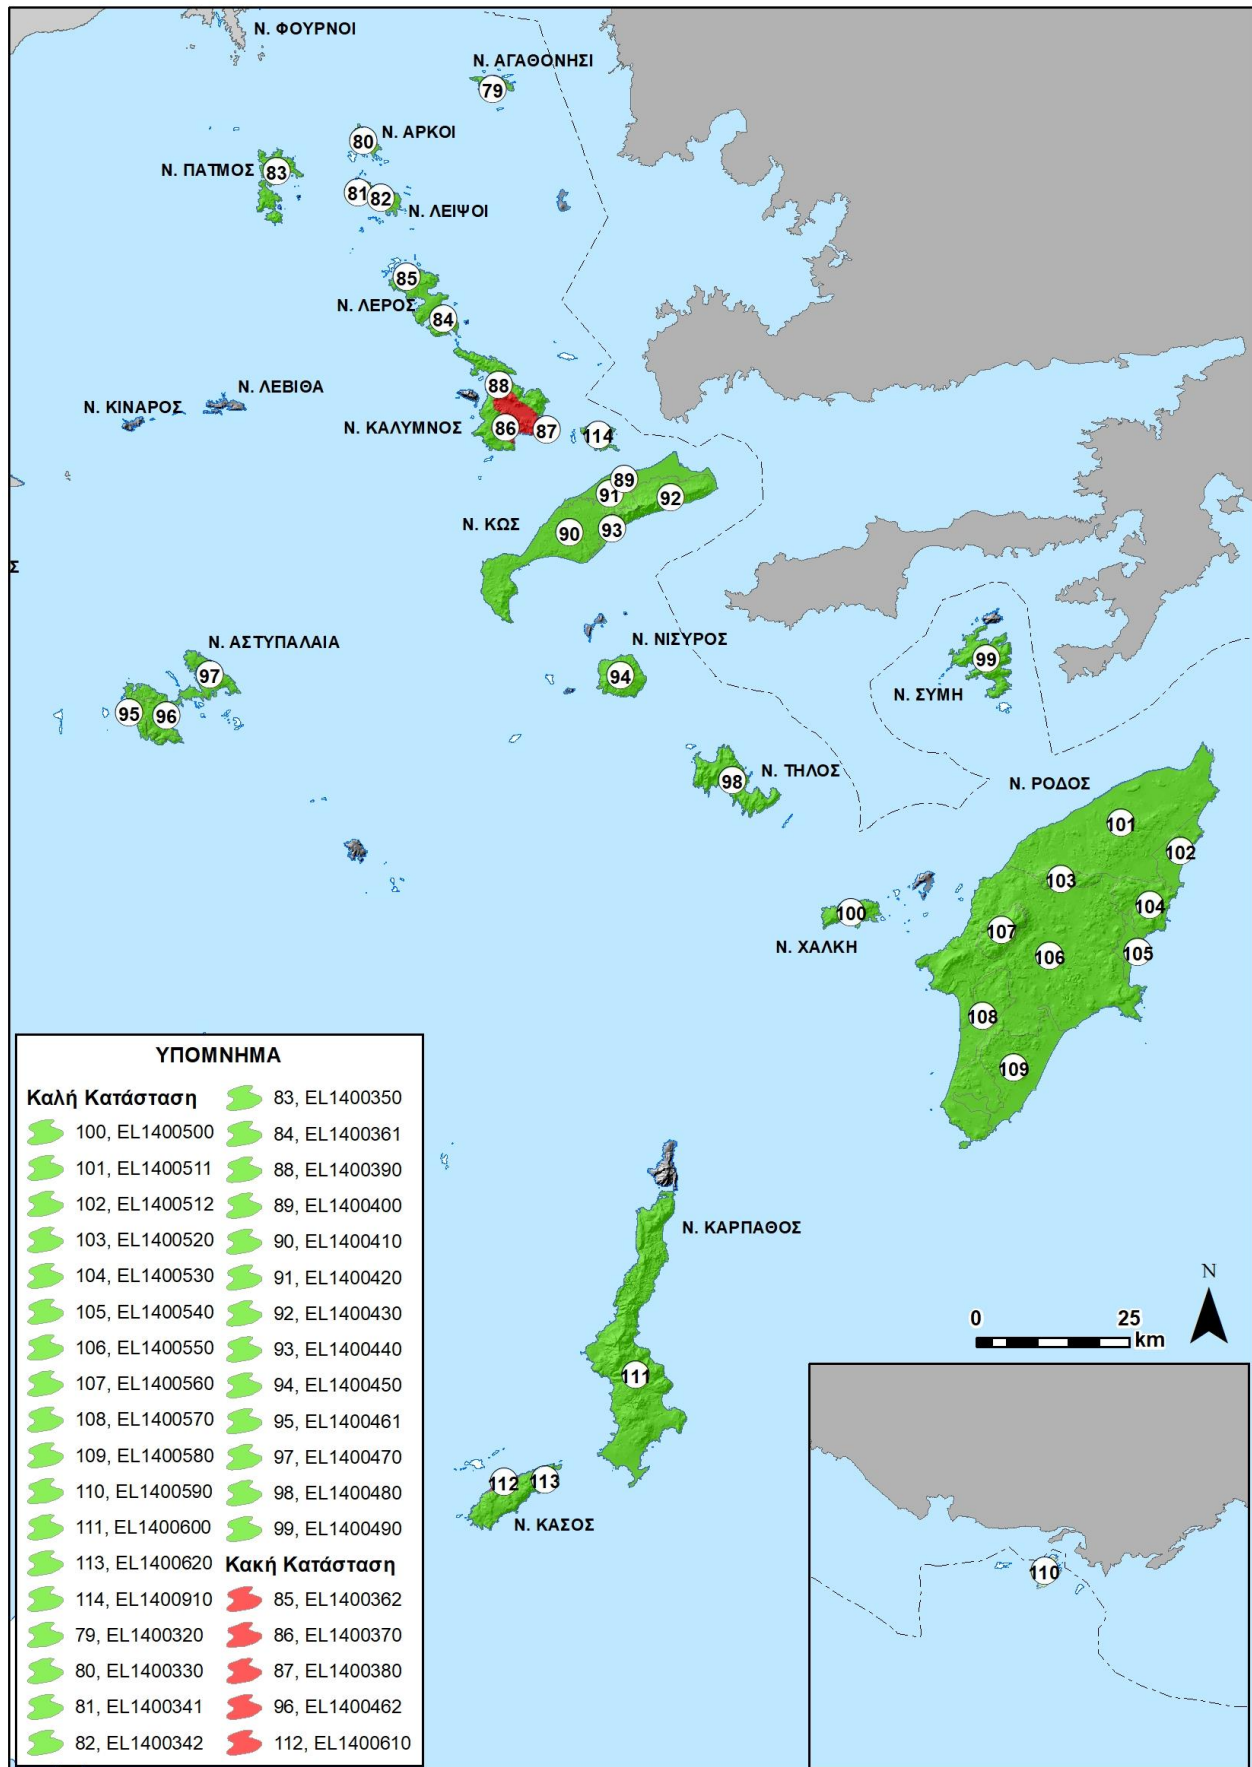 Ν. ΦΟΥΡΝΟΙ
Ν. ΑΓΑΘΟΝΗΣΙ
79
80
Ν. ΑΡΚΟΙ
Ν. ΠΑΤΜΟΣ
83
81
82
Ν. ΛΕΙΨΟΙ
85
Ν. ΛΕΡΟΣ
84
88
Ν. ΛΕΒΙΘΑ
Ν. ΚΙΝΑΡΟΣ
Ν. ΚΑΛΥΜΝΟΣ
86
87
114
89
91
92
Ν. ΚΩΣ
90
93
Σ
Ν. ΑΣΤΥΠΑΛΑΙΑ
97
95
96
Ν. ΝΙΣΥΡΟΣ
94
99
Ν. ΣΥΜΗ
98
Ν. ΤΗΛΟΣ
Ν. ΡΟΔΟΣ
101
102
103
104
100
107
105
106
Ν. ΧΑΛΚΗ
108
109
Ν. ΚΑΡΠΑΘΟΣ
111
112
113
Ν. ΚΑΣΟΣ
N
0 25
km
110
ΥΠΟΜΝΗΜΑ
Καλή Κατάσταση
100, EL1400500
101, EL1400511
102, EL1400512
103, EL1400520
104, EL1400530
105, EL1400540
106, EL1400550
107, EL1400560
108, EL1400570
109, EL1400580
110, EL1400590
111, EL1400600
113, EL1400620
114, EL1400910
79, EL1400320
80, EL1400330
81, EL1400341
82, EL1400342
83, EL1400350
84, EL1400361
88, EL1400390
89, EL1400400
90, EL1400410
91, EL1400420
92, EL1400430
93, EL1400440
94, EL1400450
95, EL1400461
97, EL1400470
98, EL1400480
99, EL1400490
Κακή Κατάσταση
85, EL1400362
86, EL1400370
87, EL1400380
96, EL1400462
112, EL1400610